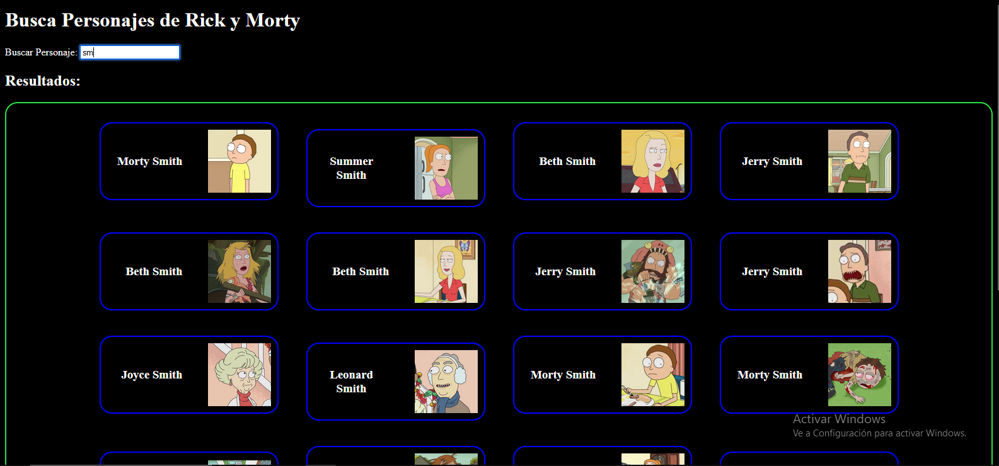 Busca Personajes de Rick y Morty
Buscar Personaje: sm
Resultados:
Morty Smith
Summer
Smith
Beth Smith
Jerry Smith
Beth Smith
Beth Smith
Jerry Smith
Jerry Smith
Joyce Smith
Leonard
Smith
Morty Smith
Morty Smith
Activar Windows
Ve a Configuración para activar Windows.